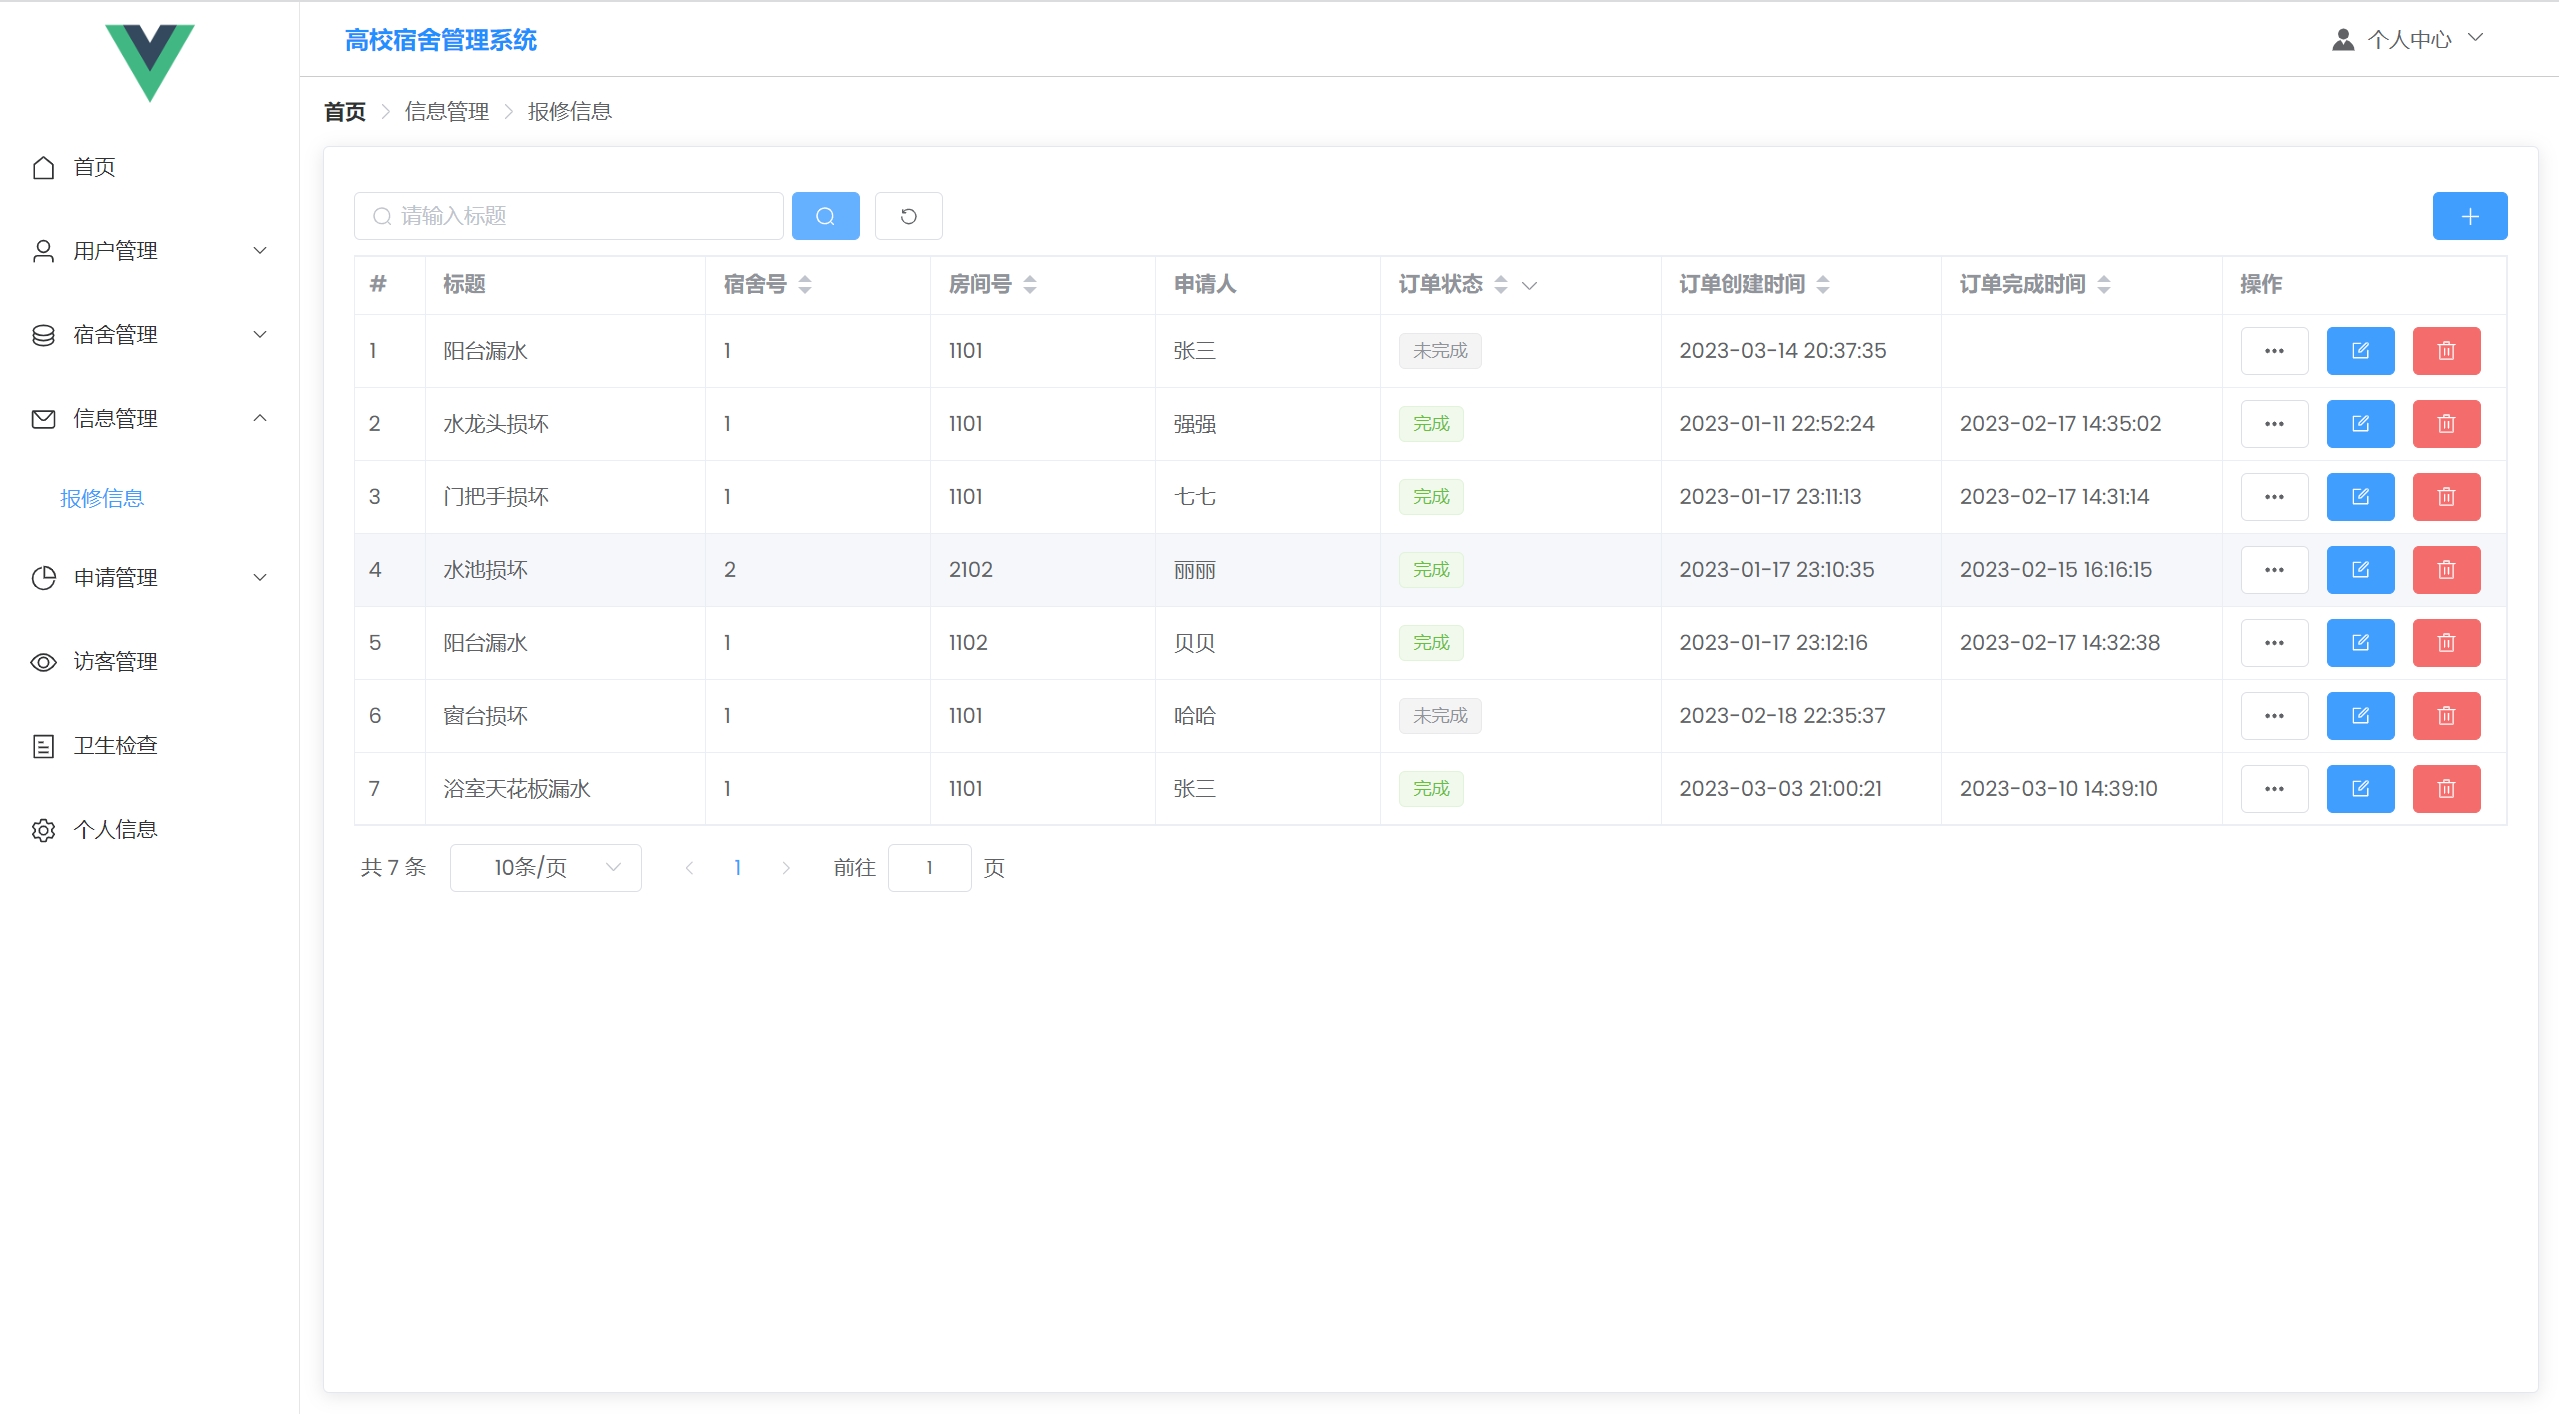 高校宿舍管理系统
个人中心
首页
用户管理
宿舍管理
信息管理
报修信息
申请管理
访客管理
卫生检查
个人信息
首页 > 信息管理 > 报修信息
请输入标题
# 标题 宿舍号 房间号 申请人 订单状态 订单创建时间 订单完成时间 操作
1 阳台漏水 1 1101 张三 未完成 2023-03-14 20:37:35
2 水龙头损坏 1 1101 强强 完成 2023-01-11 22:52:24 2023-02-17 14:35:02
3 门把手损坏 1 1101 七七 完成 2023-01-17 23:11:13 2023-02-17 14:31:14
4 水池损坏 2 2102 丽丽 完成 2023-01-17 23:10:35 2023-02-15 16:16:15
5 阳台漏水 1 1102 贝贝 完成 2023-01-17 23:12:16 2023-02-17 14:32:38
6 窗台损坏 1 1101 哈哈 未完成 2023-02-18 22:35:37
7 浴室天花板漏水 1 1101 张三 完成 2023-03-03 21:00:21 2023-03-10 14:39:10
共 7 条 10条/页 1 前往 1 页